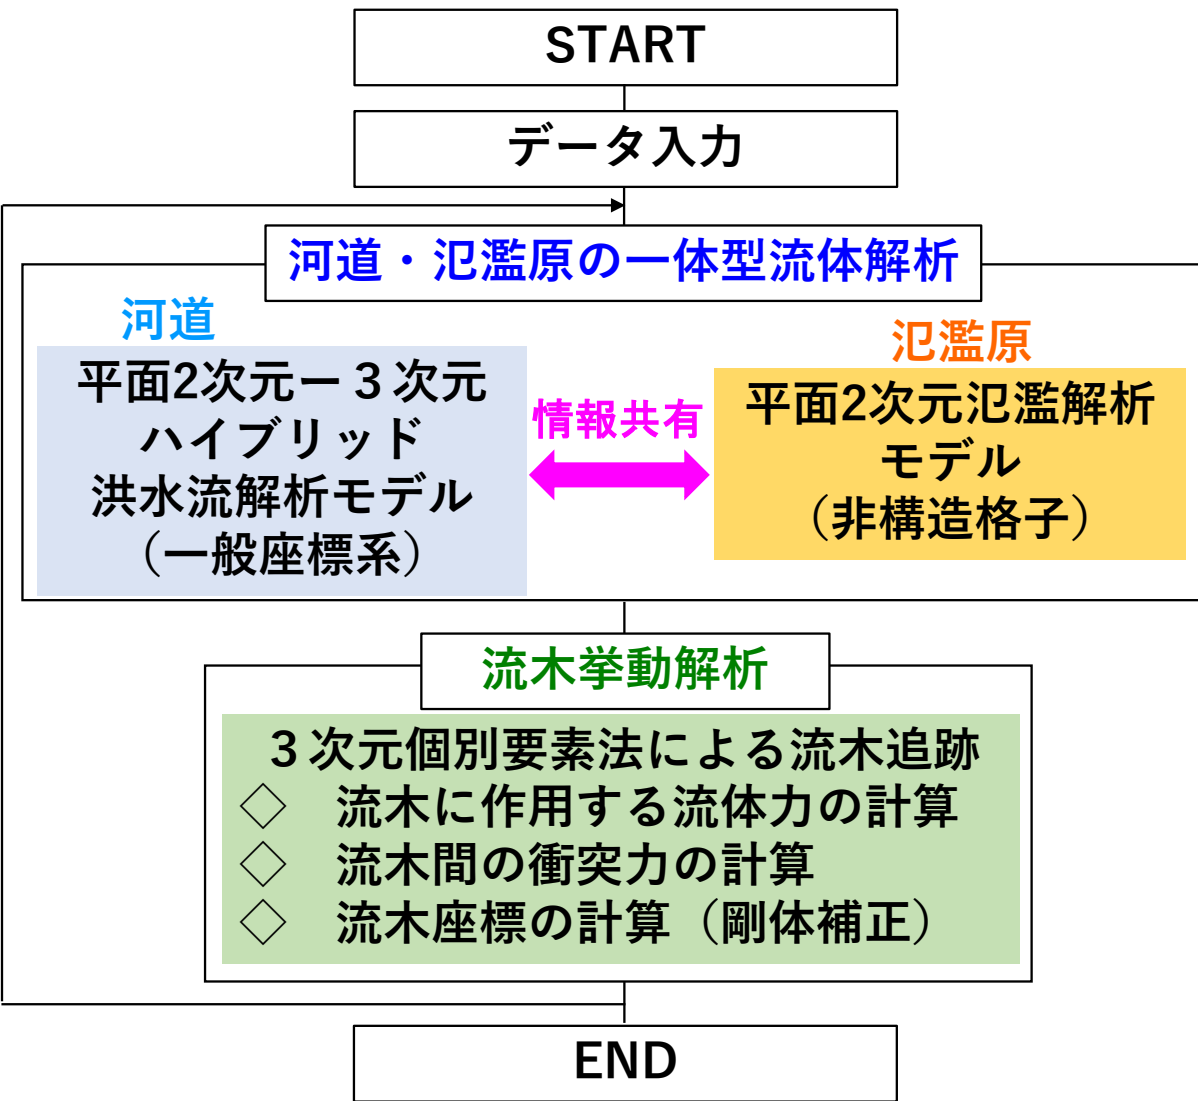 START
データ入力
河道・氾濫原の一体型流体解析
河道
平面2次元ー３次元
ハイブリッド
洪水流解析モデル
（一般座標系）
情報共有
氾濫原
平面2次元氾濫解析
モデル
（非構造格子）
流木挙動解析
３次元個別要素法による流木追跡
◇　流木に作用する流体力の計算
◇　流木間の衝突力の計算
◇　流木座標の計算（剛体補正）
END